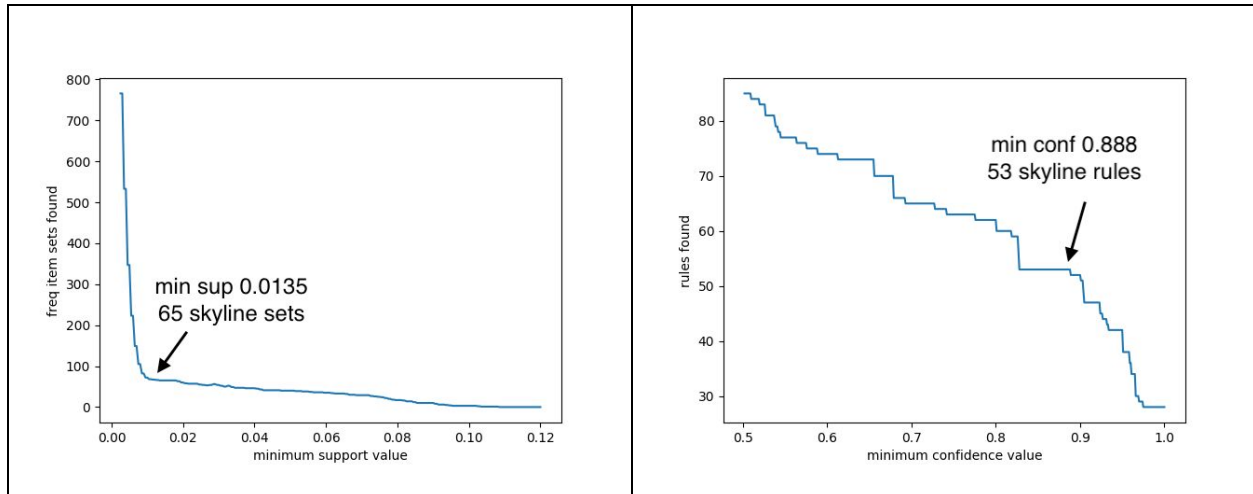 800
700
600
500
400
300
200
100
0
freq item sets found
min sup 0.0135
65 skyline sets
0.00 0.02 0.04 0.06 0.08 0.10 0.12
minimum support value
80
70
60
50
40
30
rules found
min conf 0.888
53 skyline rules
0.5 0.6 0.7 0.8 0.9 1.0
minimum confidence value